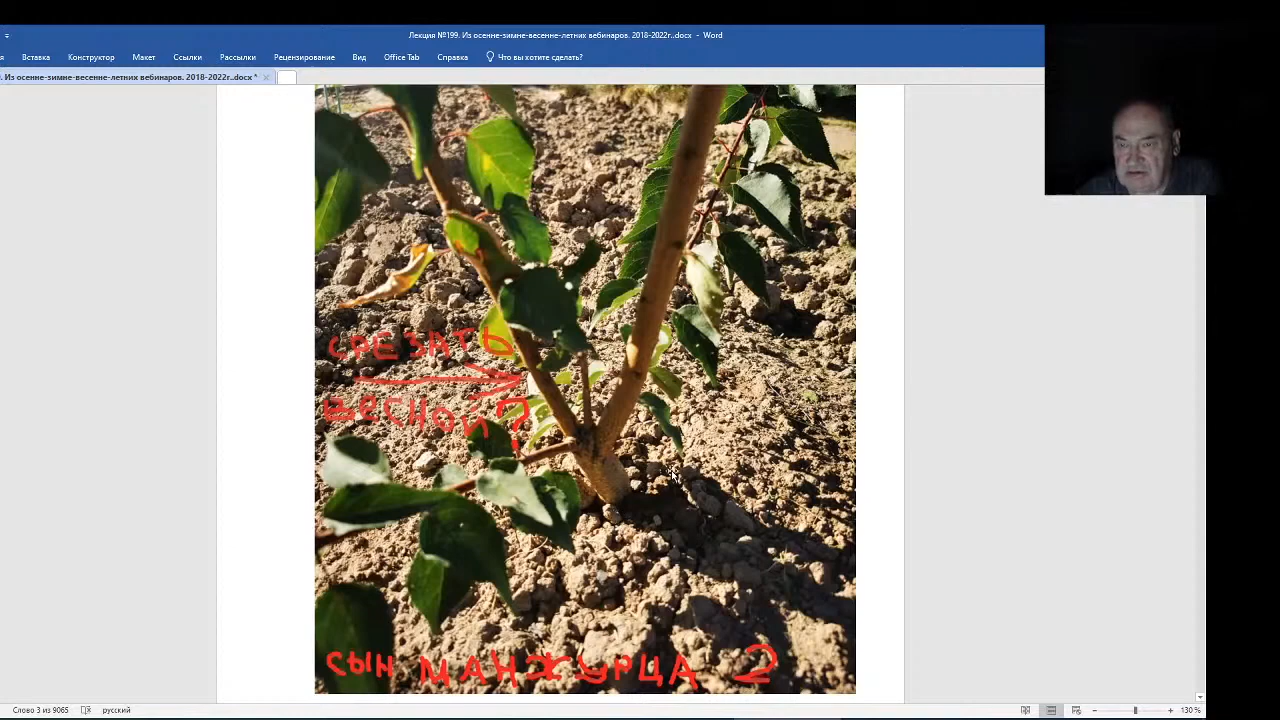 Лекция №199. Из осенне-зимне-весенне-летних вебинаров. 2018-2022г..docx - Word
Вставка Конструктор Макет Ссылки Рассылки Рецензирование Вид Office Tab Справка Что вы хотите сделать?
Из осенне-зимне-весенне-летних вебинаров. 2018-2022г..docx *
СРЕЗАТЬ
ВЕСНОЙ?
СЫН МАНЖУРЦА 2
Слово 3 из 9065 русский 130 %